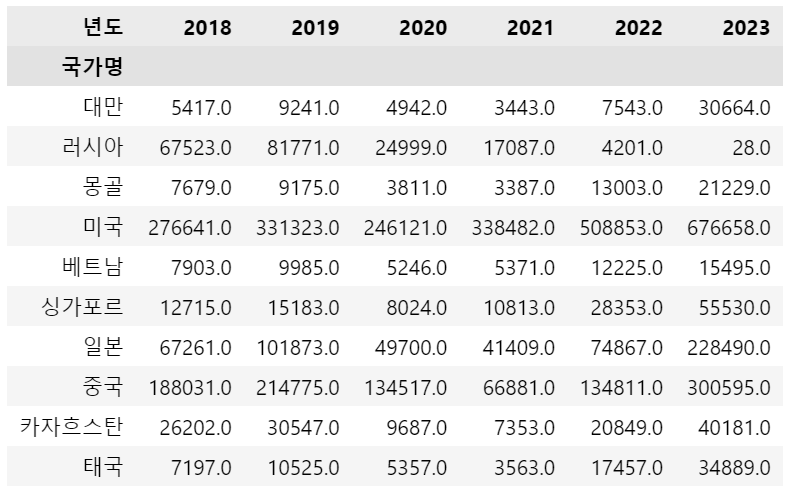 년도 2018 2019 2020 2021 2022 2023
국가명
대만 5417.0 9241.0 4942.0 3443.0 7543.0 30664.0
러시아 67523.0 81771.0 24999.0 17087.0 4201.0 28.0
몽골 7679.0 9175.0 3811.0 3387.0 13003.0 21229.0
미국 276641.0 331323.0 246121.0 338482.0 508853.0 676658.0
베트남 7903.0 9985.0 5246.0 5371.0 12225.0 15495.0
싱가포르 12715.0 15183.0 8024.0 10813.0 28353.0 55530.0
일본 67261.0 101873.0 49700.0 41409.0 74867.0 228490.0
중국 188031.0 214775.0 134517.0 66881.0 134811.0 300595.0
카자흐스탄 26202.0 30547.0 9687.0 7353.0 20849.0 40181.0
태국 7197.0 10525.0 5357.0 3563.0 17457.0 34889.0